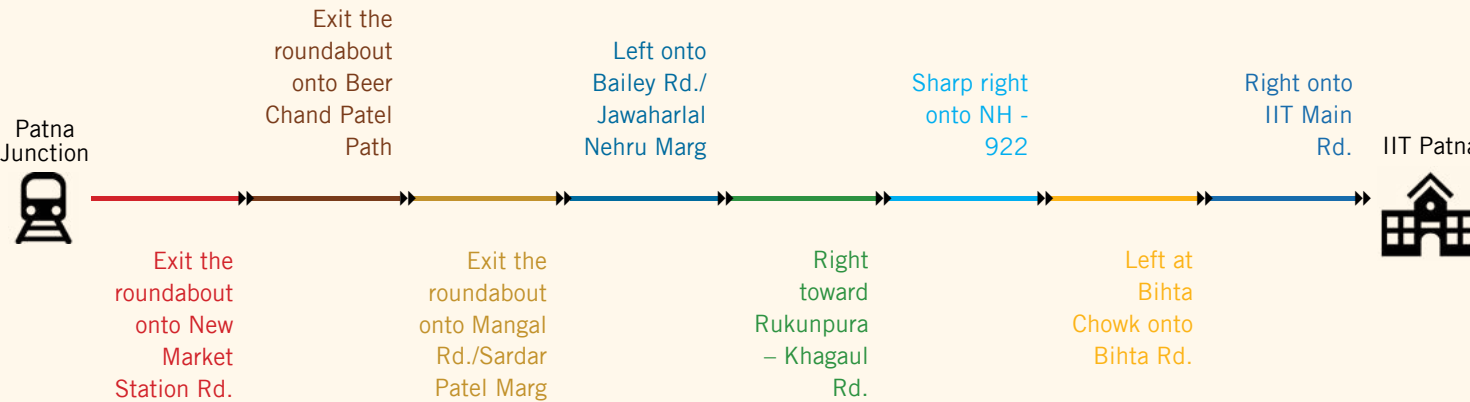 Patna
Junction
Exit the
roundabout
onto New
Market
Station Rd.
Exit the
roundabout
onto Beer
Chand Patel
Path
Exit the
roundabout
onto Mangal
Rd./Sardar
Patel Marg
Left onto
Bailey Rd./
Jawaharlal
Nehru Marg
Right
toward
Rukunpura
– Khagaul
Rd.
Sharp right
onto NH -
922
Left at
Bihta
Chowk onto
Bihta Rd.
Right onto
IIT Main
Rd.
IIT Patna